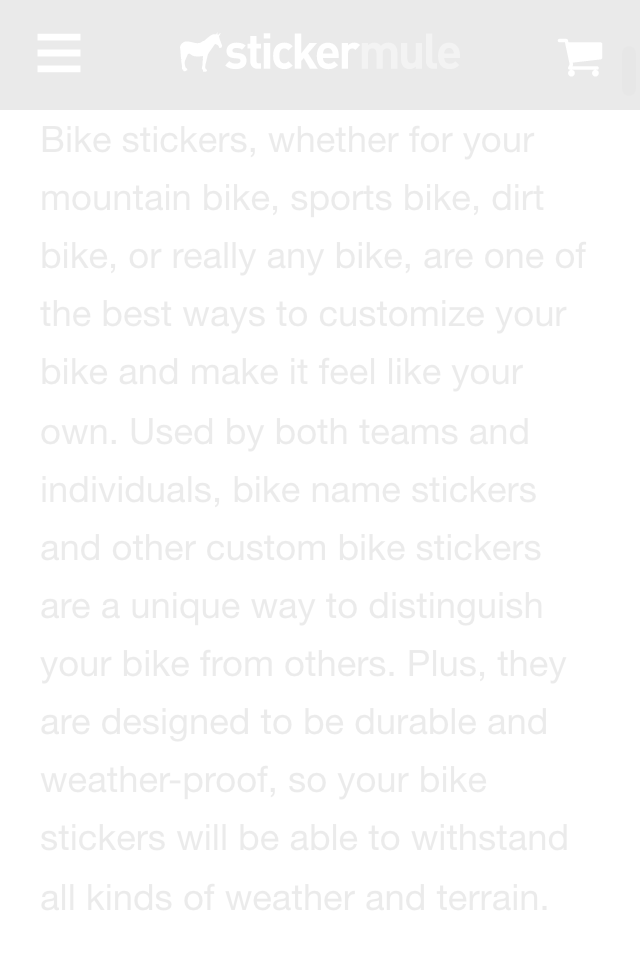 stickermule
Bike stickers, whether for your
mountain bike, sports bike, dirt
bike, or really any bike, are one of
the best ways to customize your
bike and make it feel like your
own. Used by both teams and
individuals, bike name stickers
and other custom bike stickers
are a unique way to distinguish
your bike from others. Plus, they
are designed to be durable and
weather-proof, so your bike
stickers will be able to withstand
all kinds of weather and terrain.